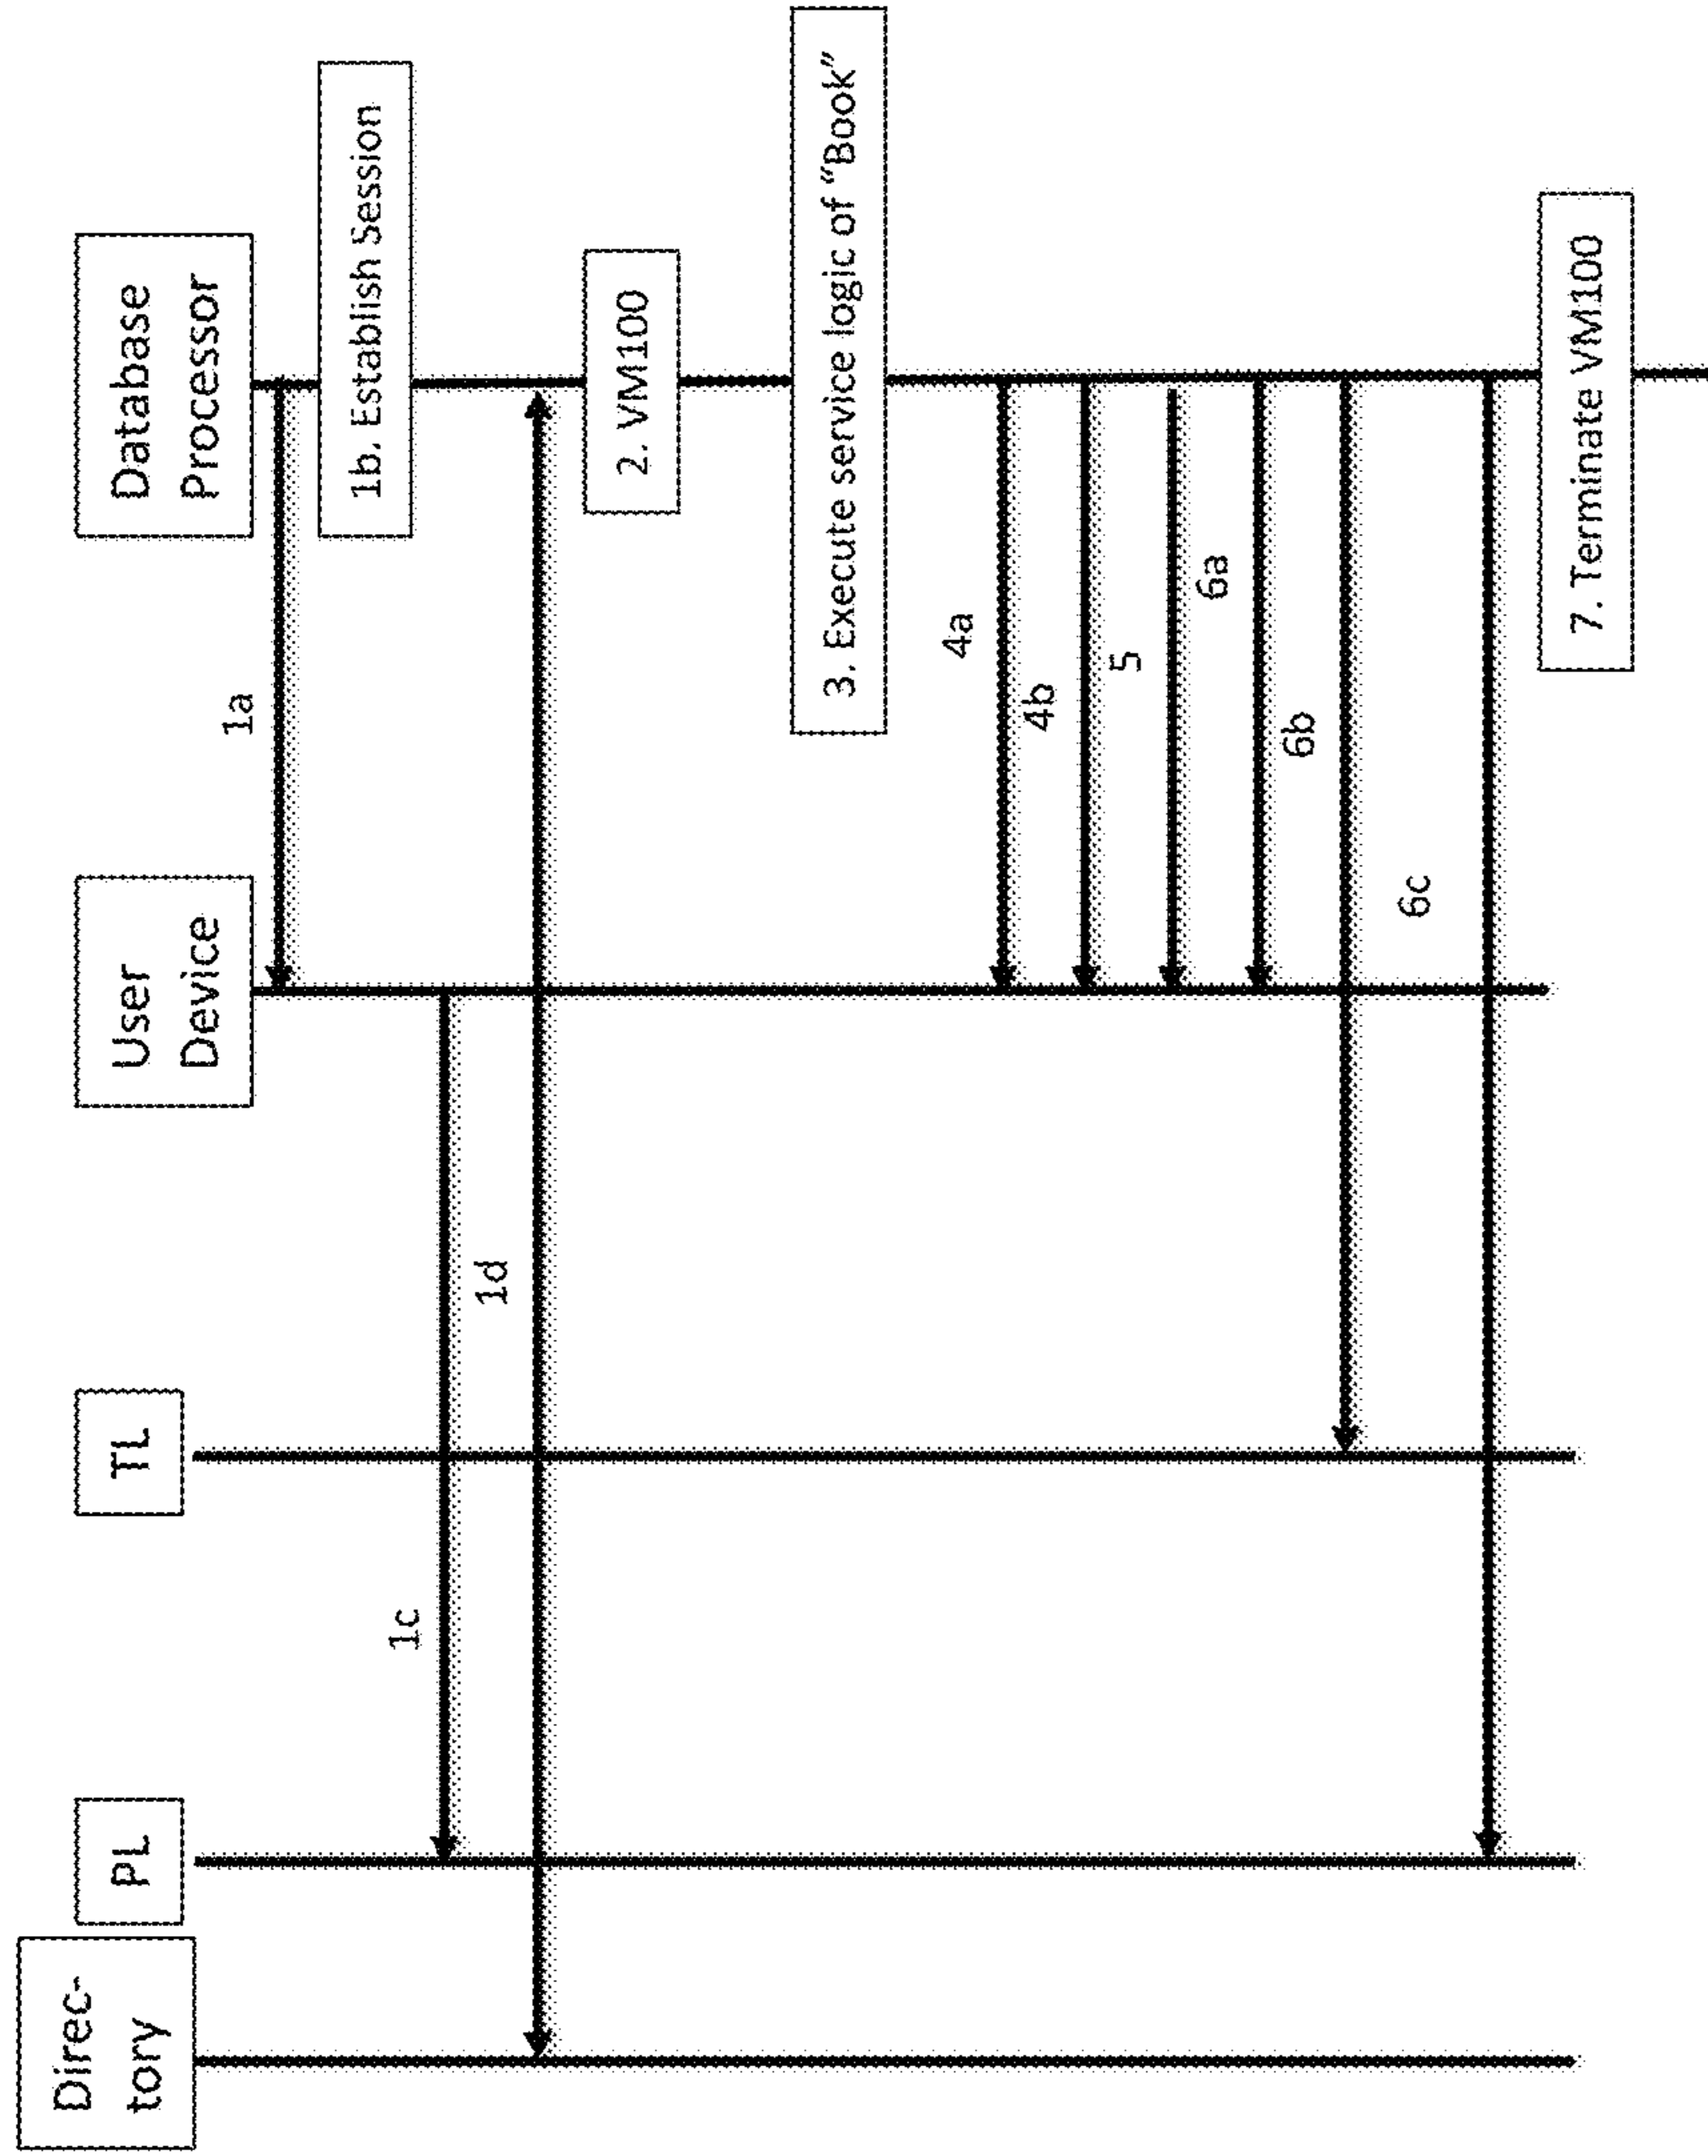 Direc-
tory
PL
TL
User
Device
Database
Processor
1a
1b. Establish Session
1c
1d
2. VM100
3. Execute service logic of “Book”
4a
4b
5
6a
6b
6c
7. Terminate VM100